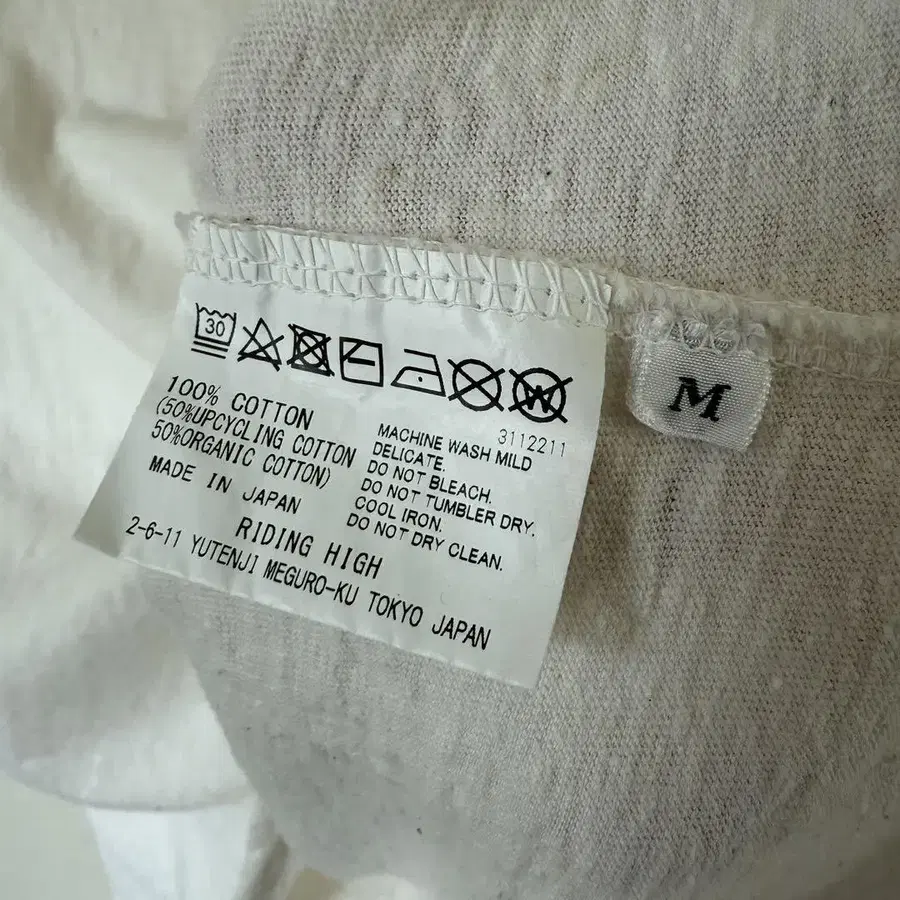 30
W
100% COTTON
(50%UPCYCLING COTTON
50%ORGANIC COTTON)
MADE IN JAPAN
3112211
MACHINE WASH MILD
DELICATE.
DO NOT BLEACH.
DO NOT TUMBLER DRY.
COOL IRON.
DO NOT DRY CLEAN.
RIDING HIGH
2-6-11 YUTENJI MEGURO-KU TOKYO JAPAN
M